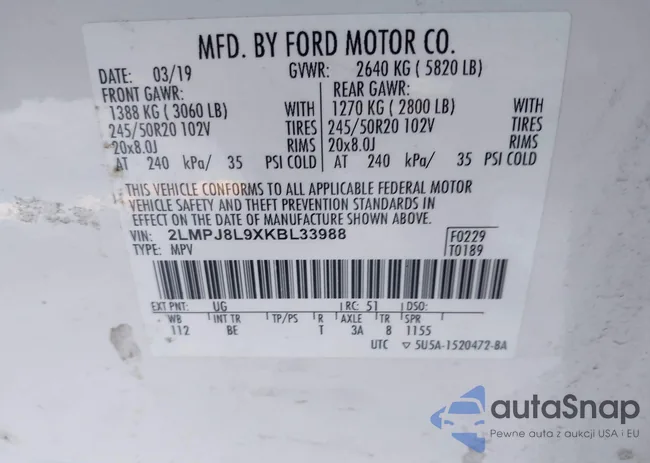 MFD. BY FORD MOTOR CO.
DATE: 03/19 GVWR: 2640 KG ( 5820 LB)
FRONT GAWR: REAR GAWR:
1388 KG ( 3060 LB) WITH 1270 KG ( 2800 LB) WITH
245/50R20 102V TIRES 245/50R20 102V TIRES
20x8.0J RIMS 20x8.0J RIMS
AT 240 kPa/ 35 PSI COLD AT 240 kPa/ 35 PSI COLD
THIS VEHICLE CONFORMS TO ALL APPLICABLE FEDERAL MOTOR
VEHICLE SAFETY AND THEFT PREVENTION STANDARDS IN
EFFECT ON THE DATE OF MANUFACTURE SHOWN ABOVE.
VIN: 2LMPJ8L9XKBL33988 F0229
TYPE: MPV T0189
EXT PNT: UG RC: 51 DSO:
WB INT TR TP/PS R AXLE TR SPR
112 BE T 3A 8 1155
UTC ▽ 5U5A-1520472-BA
autoSnap
Pewne auta z aukcji USA i EU